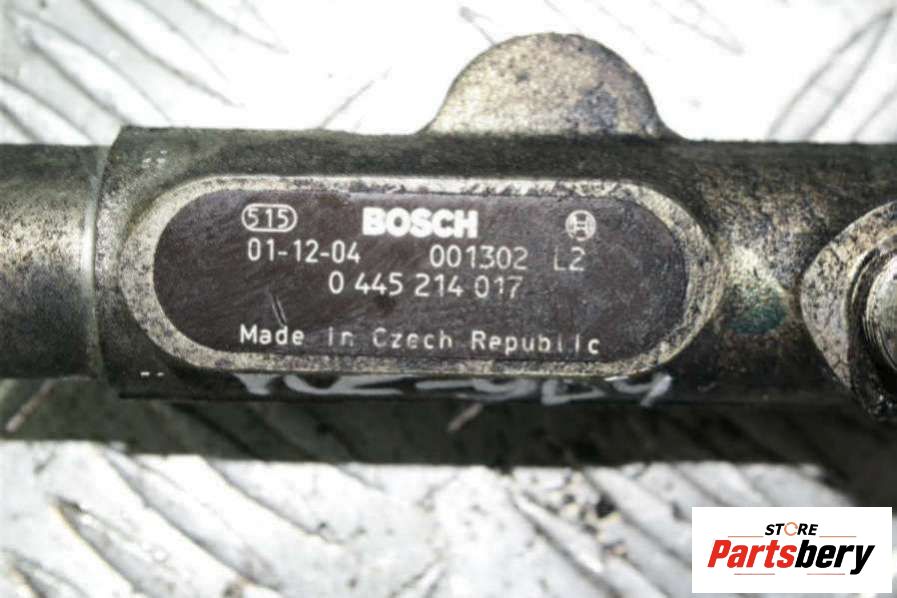 515 BOSCH
01-12-04 001302 L2
0 445 214 017
Made in Czech Republic
STORE
Partsbery